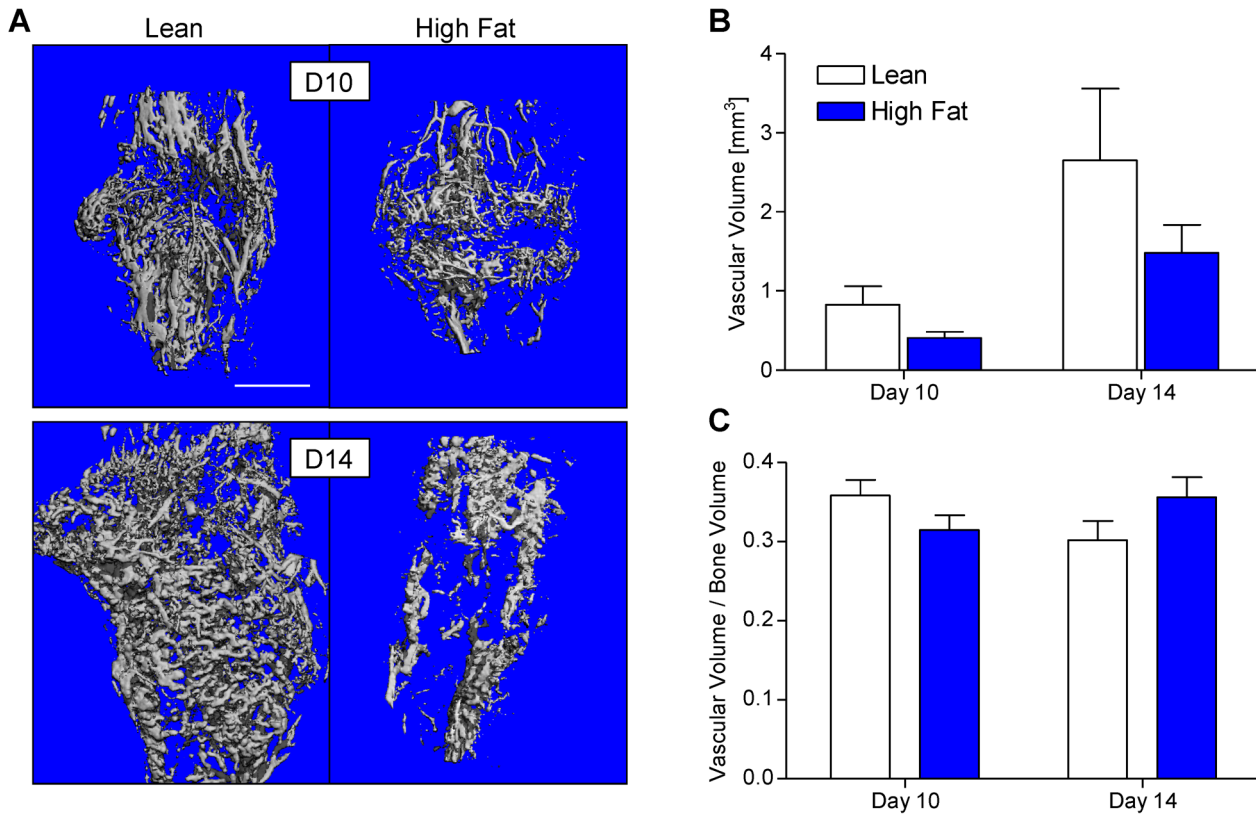 A
Lean
High Fat
D10
D14
B
Vascular Volume [mm³]
4
3
2
1
0
Lean
High Fat
Day 10
Day 14
C
Vascular Volume / Bone Volume
0.4
0.3
0.2
0.1
0.0
Day 10
Day 14